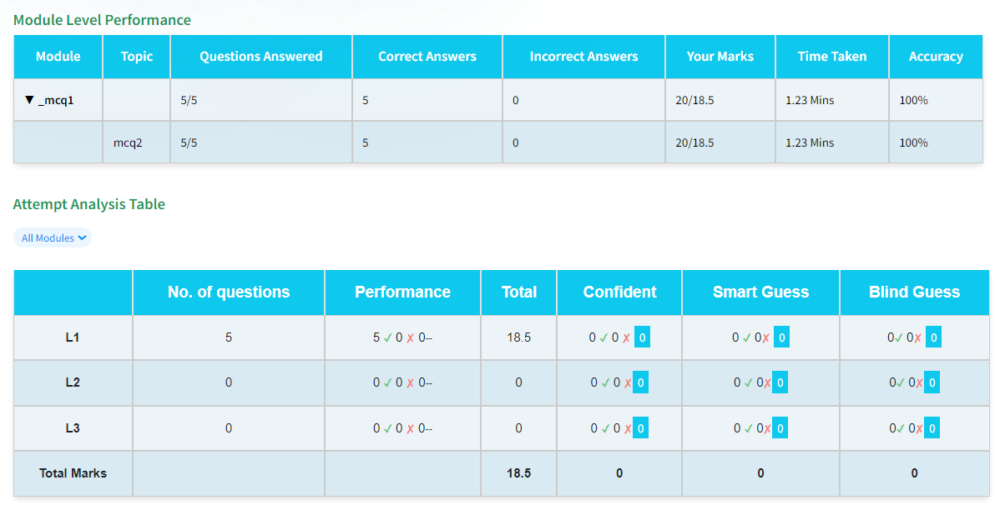 Module Level Performance
Module Topic Questions Answered Correct Answers Incorrect Answers Your Marks Time Taken Accuracy
▼ _mcq1 5/5 5 0 20/18.5 1.23 Mins 100%
mcq2 5/5 5 0 20/18.5 1.23 Mins 100%
Attempt Analysis Table
All Modules
No. of questions Performance Total Confident Smart Guess Blind Guess
L1 5 5 ✓ 0 ✗ 0-- 18.5 0 ✓ 0 ✗ 0 0 ✓ 0✗ 0 0✓ 0✗ 0
L2 0 0 ✓ 0 ✗ 0-- 0 0 ✓ 0 ✗ 0 0 ✓ 0✗ 0 0✓ 0✗ 0
L3 0 0 ✓ 0 ✗ 0-- 0 0 ✓ 0 ✗ 0 0 ✓ 0✗ 0 0✓ 0✗ 0
Total Marks 18.5 0 0 0